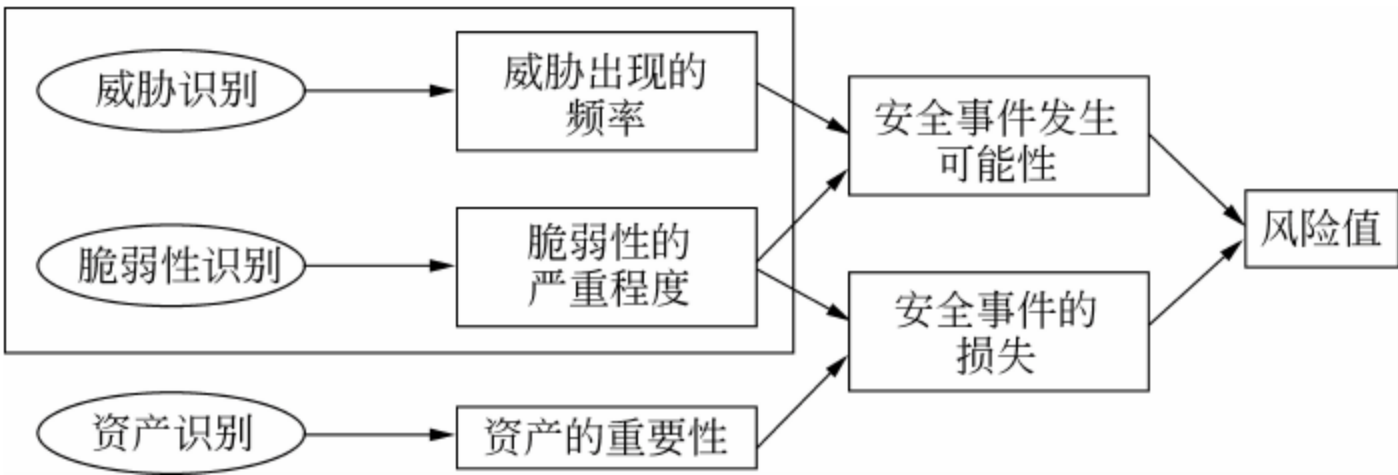 威胁识别
威胁出现的
频率
安全事件发生
可能性
脆弱性识别
脆弱性的
严重程度
风险值
安全事件的
损失
资产识别
资产的重要性